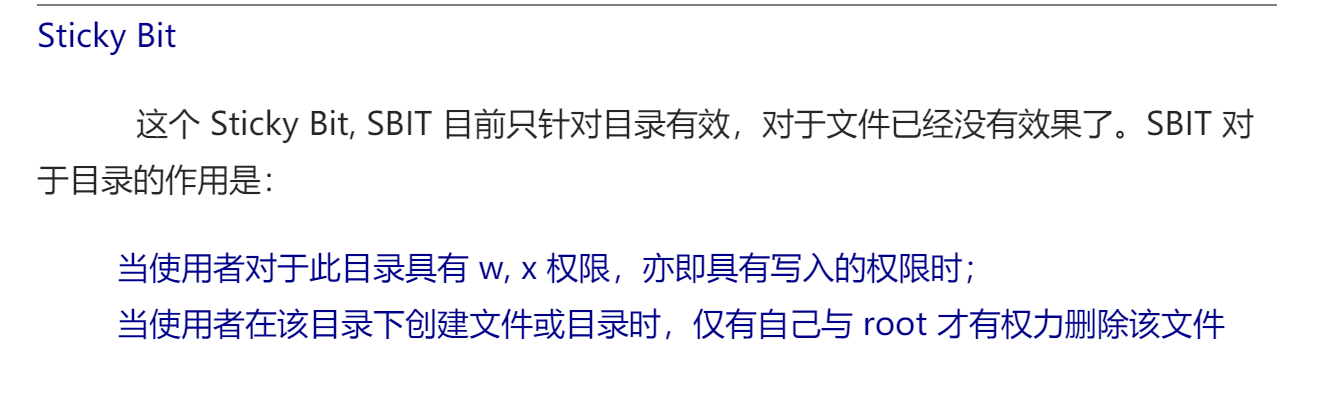 Sticky Bit
这个 Sticky Bit, SBIT 目前只针对目录有效，对于文件已经没有效果了。SBIT 对
于目录的作用是：
当使用者对于此目录具有 w, x 权限，亦即具有写入的权限时；
当使用者在该目录下创建文件或目录时，仅有自己与 root 才有权力删除该文件